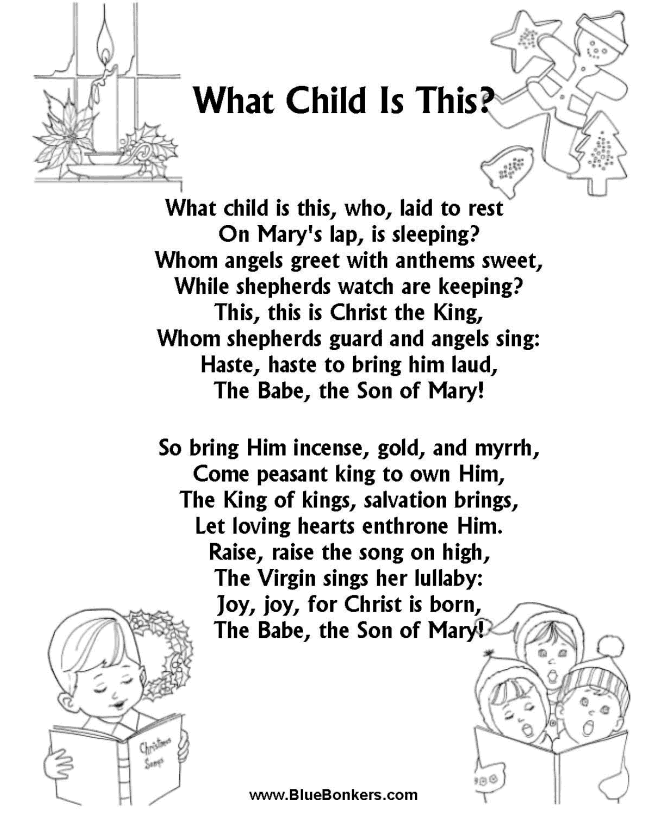 What Child Is This?
What child is this, who, laid to rest
On Mary's lap, is sleeping?
Whom angels greet with anthems sweet,
While shepherds watch are keeping?
This, this is Christ the King,
Whom shepherds guard and angels sing:
Haste, haste to bring him laud,
The Babe, the Son of Mary!
So bring Him incense, gold, and myrrh,
Come peasant king to own Him,
The King of kings, salvation brings,
Let loving hearts enthrone Him.
Raise, raise the song on high,
The Virgin sings her lullaby:
Joy, joy, for Christ is born,
The Babe, the Son of Mary!
Christmas
Songs
www.BlueBonkers.com